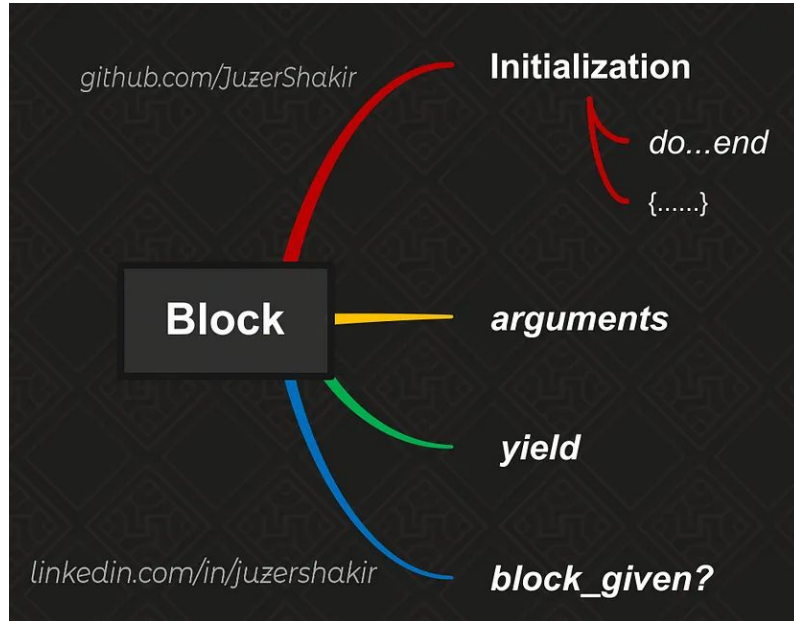 github.com/JuzerShakir
Initialization
do...end
{......}
Block
arguments
yield
linkedin.com/in/juzershakir
block_given?